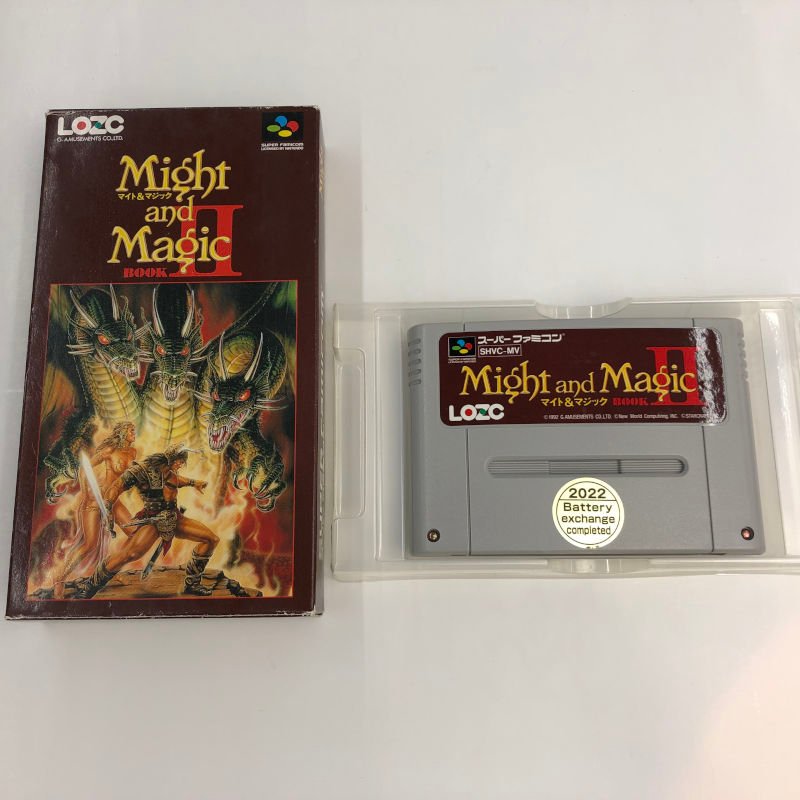 LOZC
G. AMUSEMENTS CO.,LTD.
SUPER FAMICOM
LICENSED BY NINTENDO
Might
マイト&マジック
and
Magic
BOOK II
スーパーファミコン
SHVC-MV
Might and Magic
マイト&マジック BOOK II
LOZC
© 1992 G. AMUSEMENTS CO., LTD. © New World Computing, INC.
2022
Battery
exchange
completed